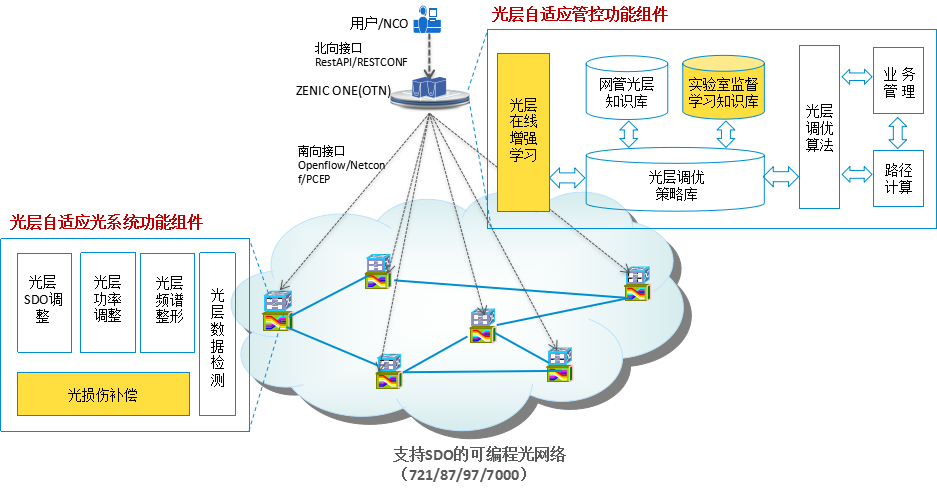 用户/NCO
北向接口
RestAPI/RESTCONF
ZENIC ONE(OTN)
南向接口
Openflow/Netcon
f/PCEP
光层自适应管控功能组件
光层
在线
增强
学习
网管光层
知识库
实验室监督
学习知识库
光层调优
策略库
光层
调优
算法
业 务
管 理
路径
计算
光层自适应光系统功能组件
光层
SDO调
整
光层
功率
调整
光层
频谱
整形
光层数据检测
光损伤补偿
支持SDO的可编程光网络
（721/87/97/7000）